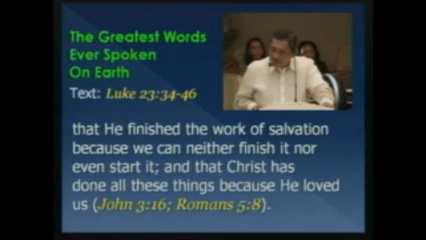 The Greatest Words
Ever Spoken
On Earth
Text: Luke 23:34-46
that He finished the work of salvation
because we can neither finish it nor
even start it; and that Christ has
done all these things because He loved
us (John 3:16; Romans 5:8).